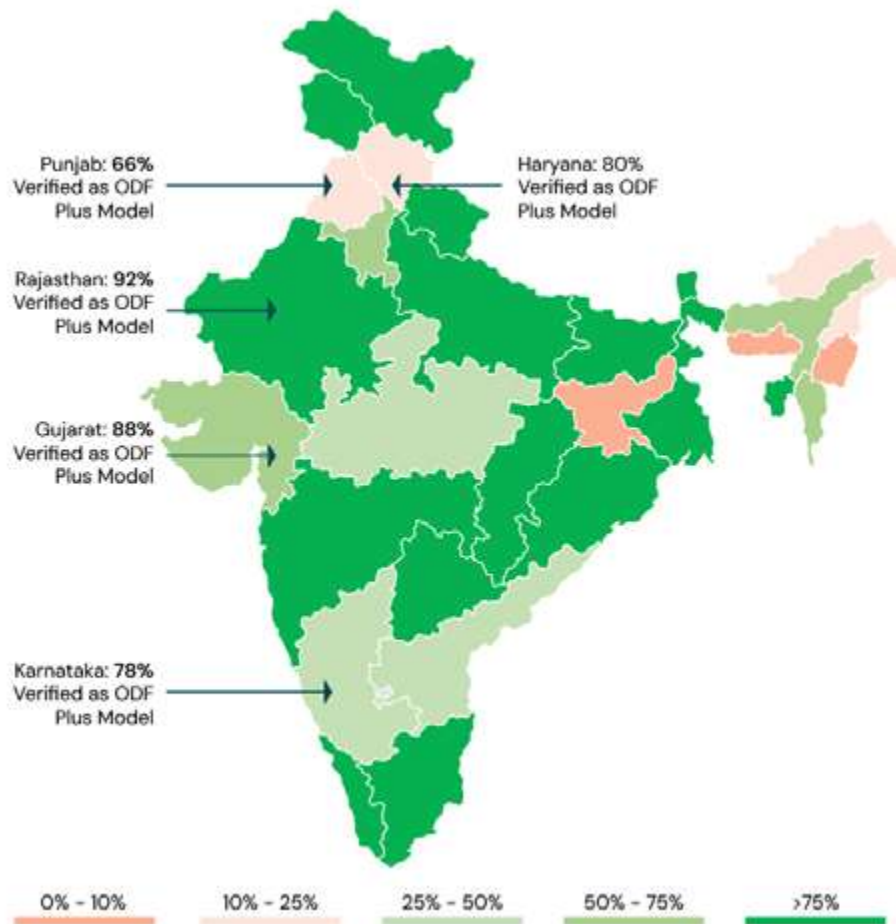 Punjab: 66%
Verified as ODF
Plus Model
Haryana: 80%
Verified as ODF
Plus Model
Rajasthan: 92%
Verified as ODF
Plus Model
Gujarat: 88%
Verified as ODF
Plus Model
Karnataka: 78%
Verified as ODF
Plus Model
0% - 10%
10% - 25%
25% - 50%
50% - 75%
>75%